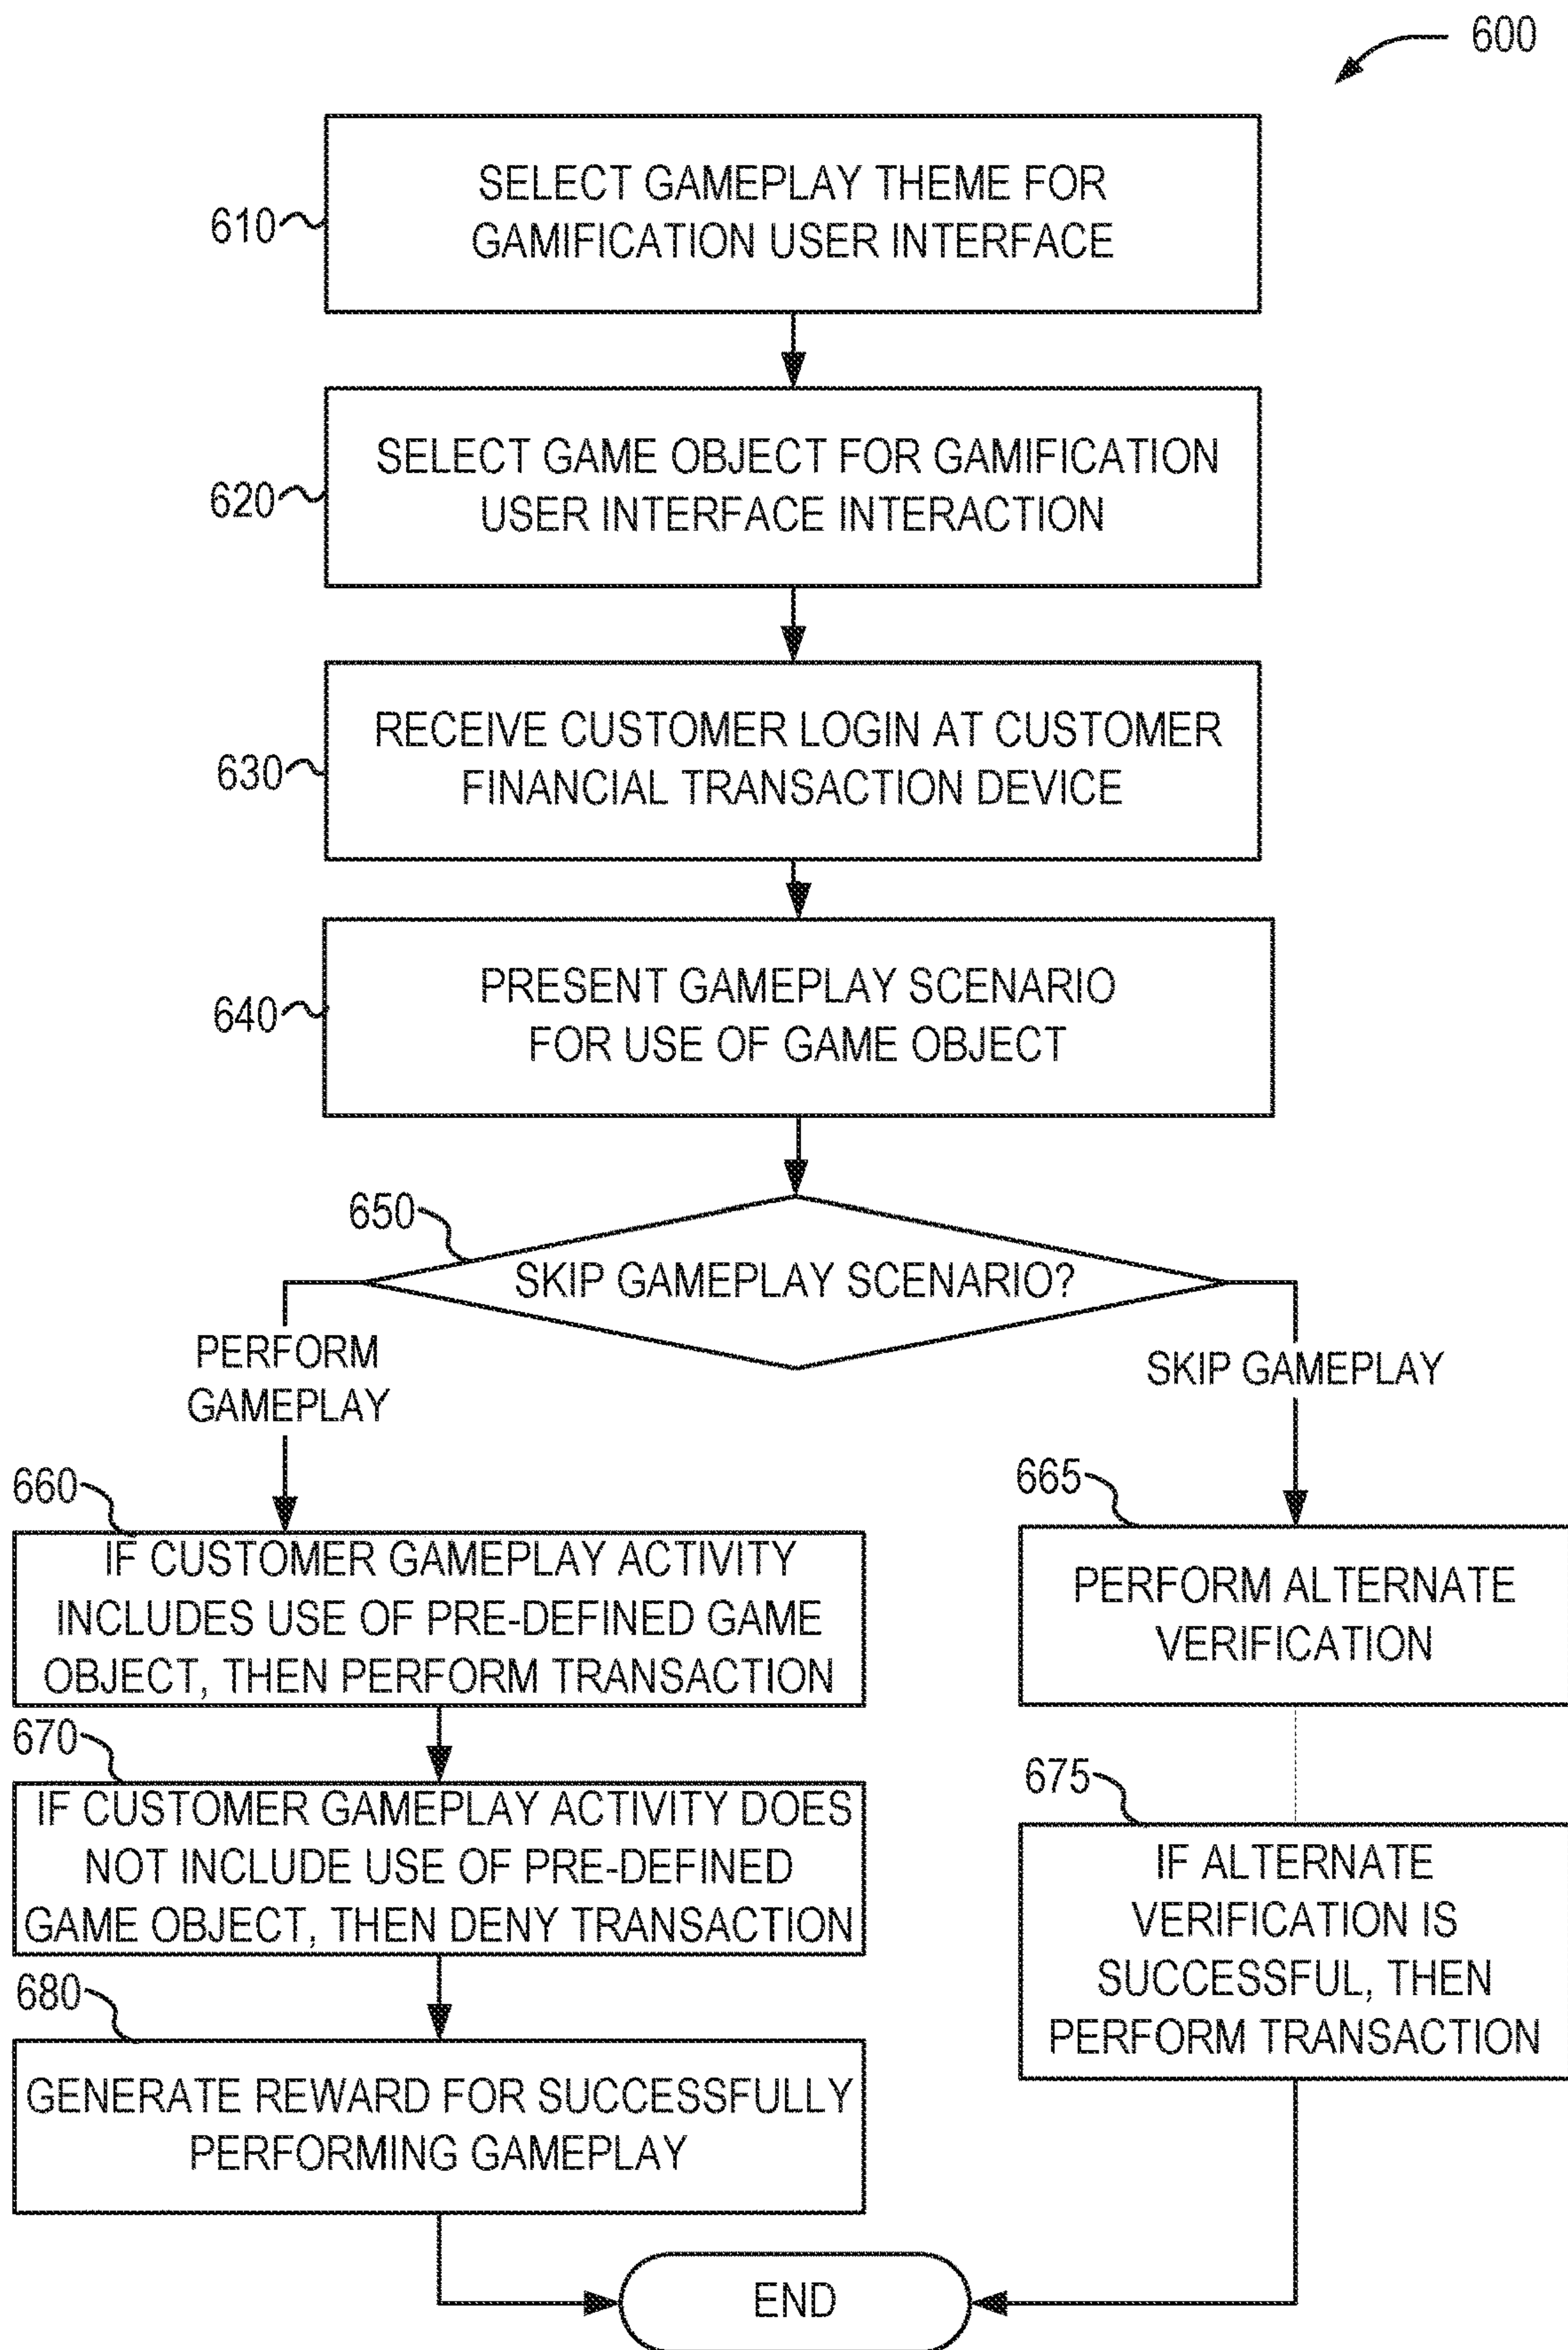 600
610
SELECT GAMEPLAY THEME FOR
GAMIFICATION USER INTERFACE
620
SELECT GAME OBJECT FOR GAMIFICATION
USER INTERFACE INTERACTION
630
RECEIVE CUSTOMER LOGIN AT CUSTOMER
FINANCIAL TRANSACTION DEVICE
640
PRESENT GAMEPLAY SCENARIO
FOR USE OF GAME OBJECT
650
SKIP GAMEPLAY SCENARIO?
PERFORM
GAMEPLAY
660
IF CUSTOMER GAMEPLAY ACTIVITY
INCLUDES USE OF PRE-DEFINED GAME
OBJECT, THEN PERFORM TRANSACTION
670
IF CUSTOMER GAMEPLAY ACTIVITY DOES
NOT INCLUDE USE OF PRE-DEFINED
GAME OBJECT, THEN DENY TRANSACTION
680
GENERATE REWARD FOR SUCCESSFULLY
PERFORMING GAMEPLAY
SKIP GAMEPLAY
665
PERFORM ALTERNATE
VERIFICATION
675
IF ALTERNATE
VERIFICATION IS
SUCCESSFUL, THEN
PERFORM TRANSACTION
END